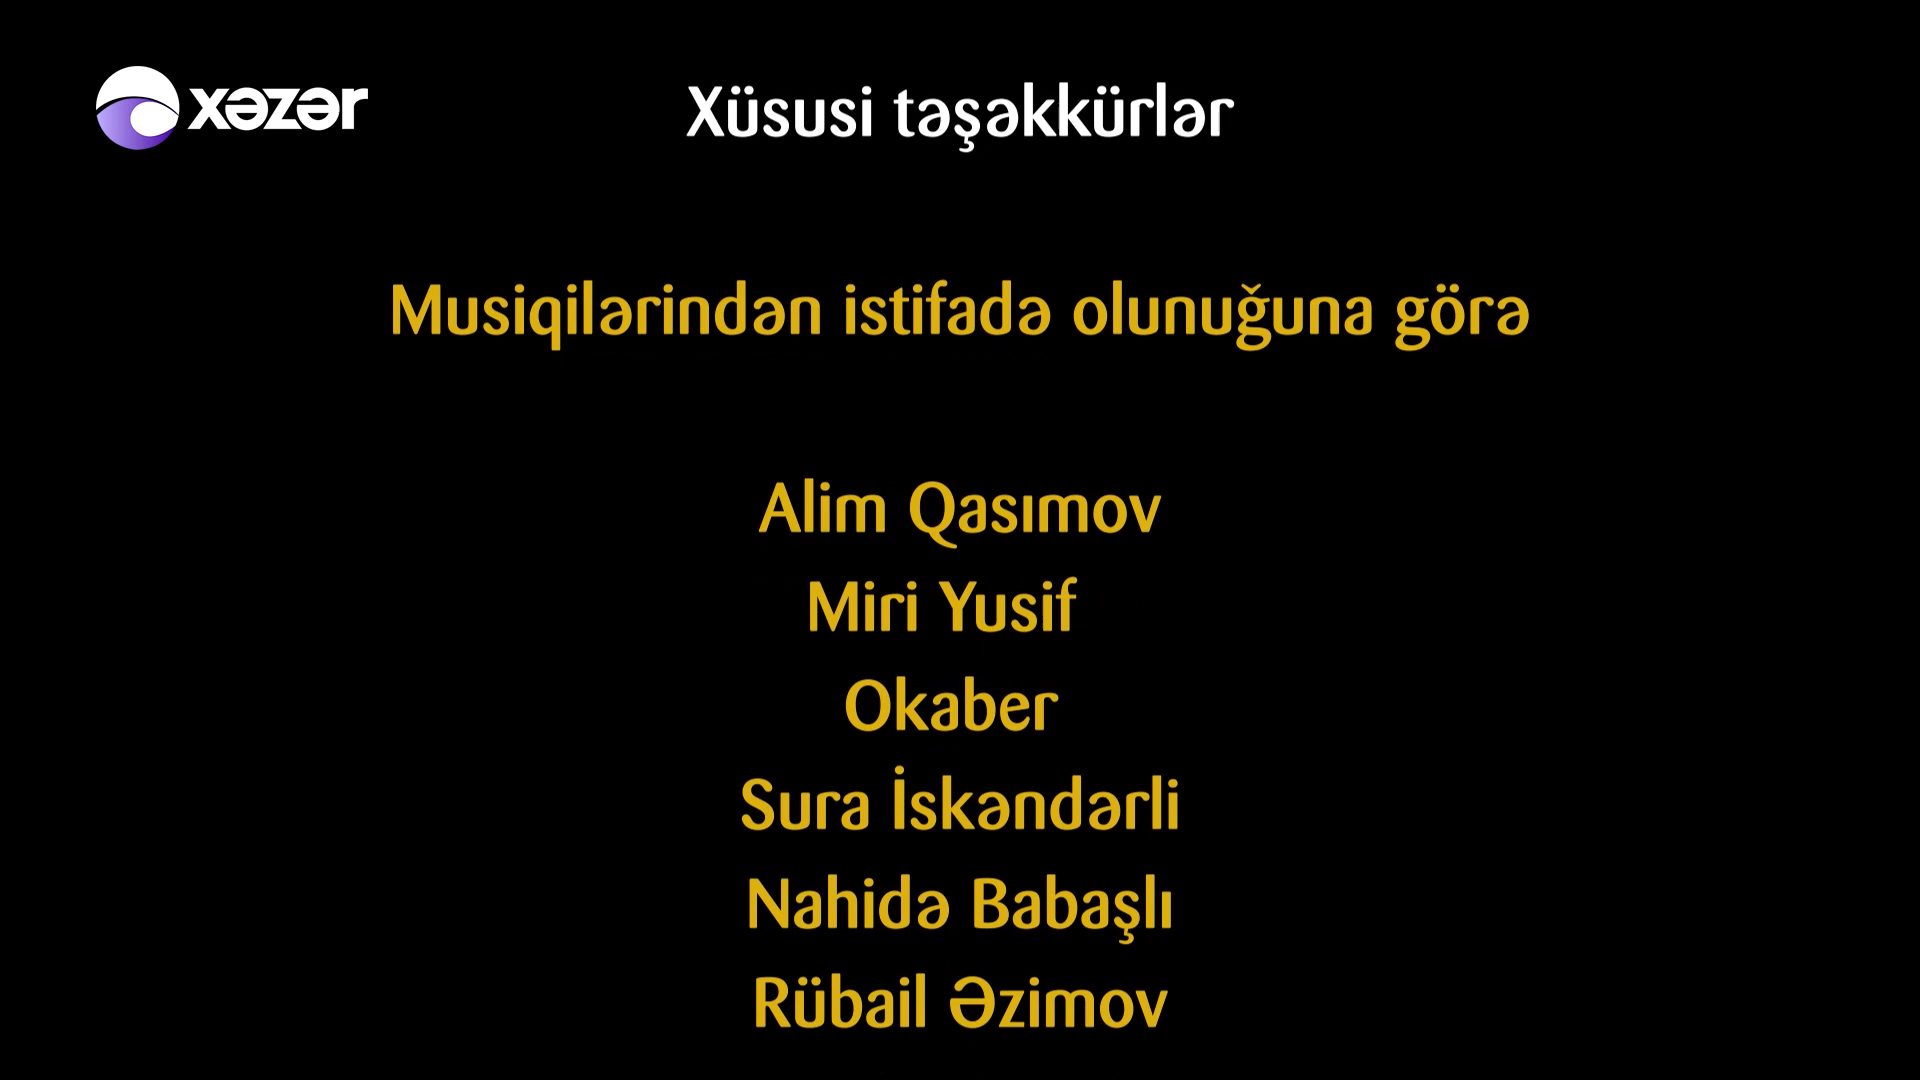 xəzər
Xüsusi təşəkkürlər
Musiqilərindən istifadə olunuğuna görə
Alim Qasımov
Miri Yusif
Okaber
Sura İskəndərli
Nahidə Babaşlı
Rübail Əzimov